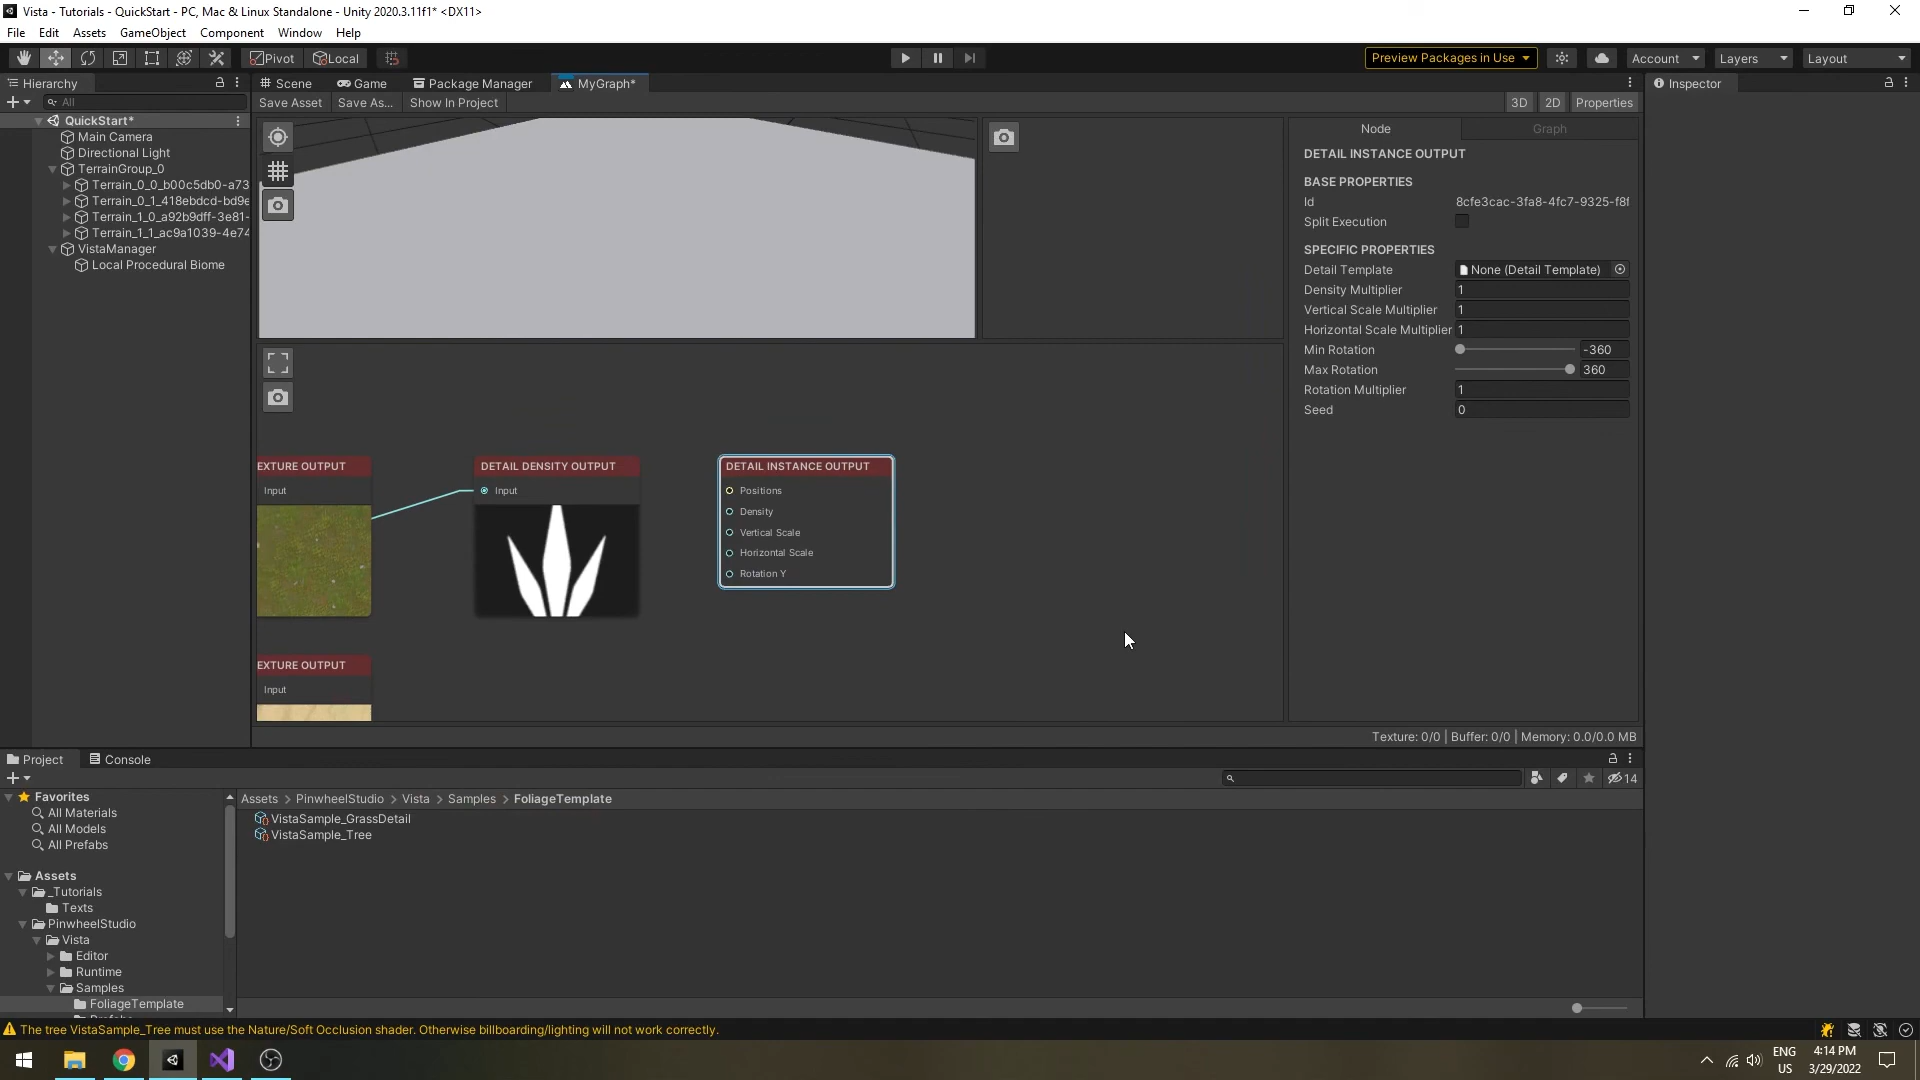 Vista - Tutorials - QuickStart - PC, Mac & Linux Standalone - Unity 2020.3.11f1* <DX11>
File Edit Assets GameObject Component Window Help
Pivot Local Preview Packages in Use Account Layers Layout
Hierarchy
All
QuickStart*
Main Camera
Directional Light
TerrainGroup_0
Terrain_0_0_b00c5db0-a73
Terrain_0_1_418ebdcd-bd9e
Terrain_1_0_a92b9dff-3e81-
Terrain_1_1_ac9a1039-4e74
VistaManager
Local Procedural Biome
Scene Game Package Manager MyGraph*
Save Asset Save As... Show In Project 3D 2D Properties
EXTURE OUTPUT
Input
DETAIL DENSITY OUTPUT
Input
DETAIL INSTANCE OUTPUT
Positions
Density
Vertical Scale
Horizontal Scale
Rotation Y
EXTURE OUTPUT
Input
Node Graph
DETAIL INSTANCE OUTPUT
BASE PROPERTIES
Id 8cfe3cac-3fa8-4fc7-9325-f8f
Split Execution
SPECIFIC PROPERTIES
Detail Template None (Detail Template)
Density Multiplier 1
Vertical Scale Multiplier 1
Horizontal Scale Multiplier 1
Min Rotation -360
Max Rotation 360
Rotation Multiplier 1
Seed 0
Texture: 0/0 | Buffer: 0/0 | Memory: 0.0/0.0 MB
Inspector
Project Console
14
Favorites
All Materials
All Models
All Prefabs
Assets
_Tutorials
Texts
PinwheelStudio
Vista
Editor
Runtime
Samples
FoliageTemplate
Assets > PinwheelStudio > Vista > Samples > FoliageTemplate
VistaSample_GrassDetail
VistaSample_Tree
The tree VistaSample_Tree must use the Nature/Soft Occlusion shader. Otherwise billboarding/lighting will not work correctly.
ENG
US
4:14 PM
3/29/2022